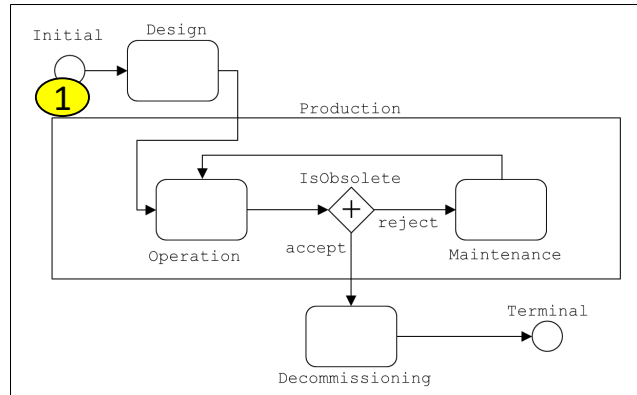 Initial
Design
1
Production
IsObsolete
reject
accept
Operation
Maintenance
Terminal
Decommissioning